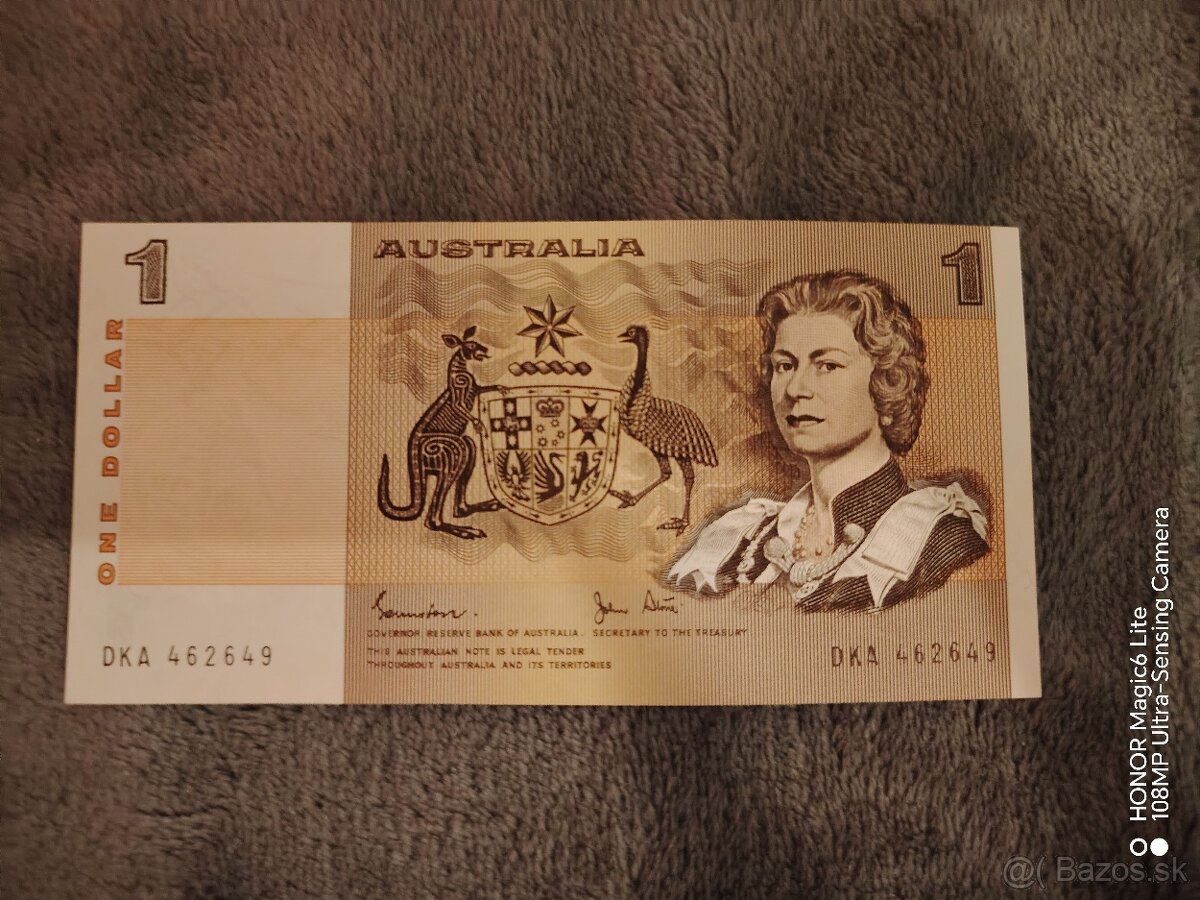 1
AUSTRALIA
1
ONE DOLLAR
John Stone
GOVERNOR RESERVE BANK OF AUSTRALIA. SECRETARY TO THE TREASURY
THIS AUSTRALIAN NOTE IS LEGAL TENDER
THROUGHOUT AUSTRALIA AND ITS TERRITORIES
DKA 462649
DKA 462649
HONOR Magic6 Lite
108MP Ultra-Sensing Camera
@( Bazos.sk